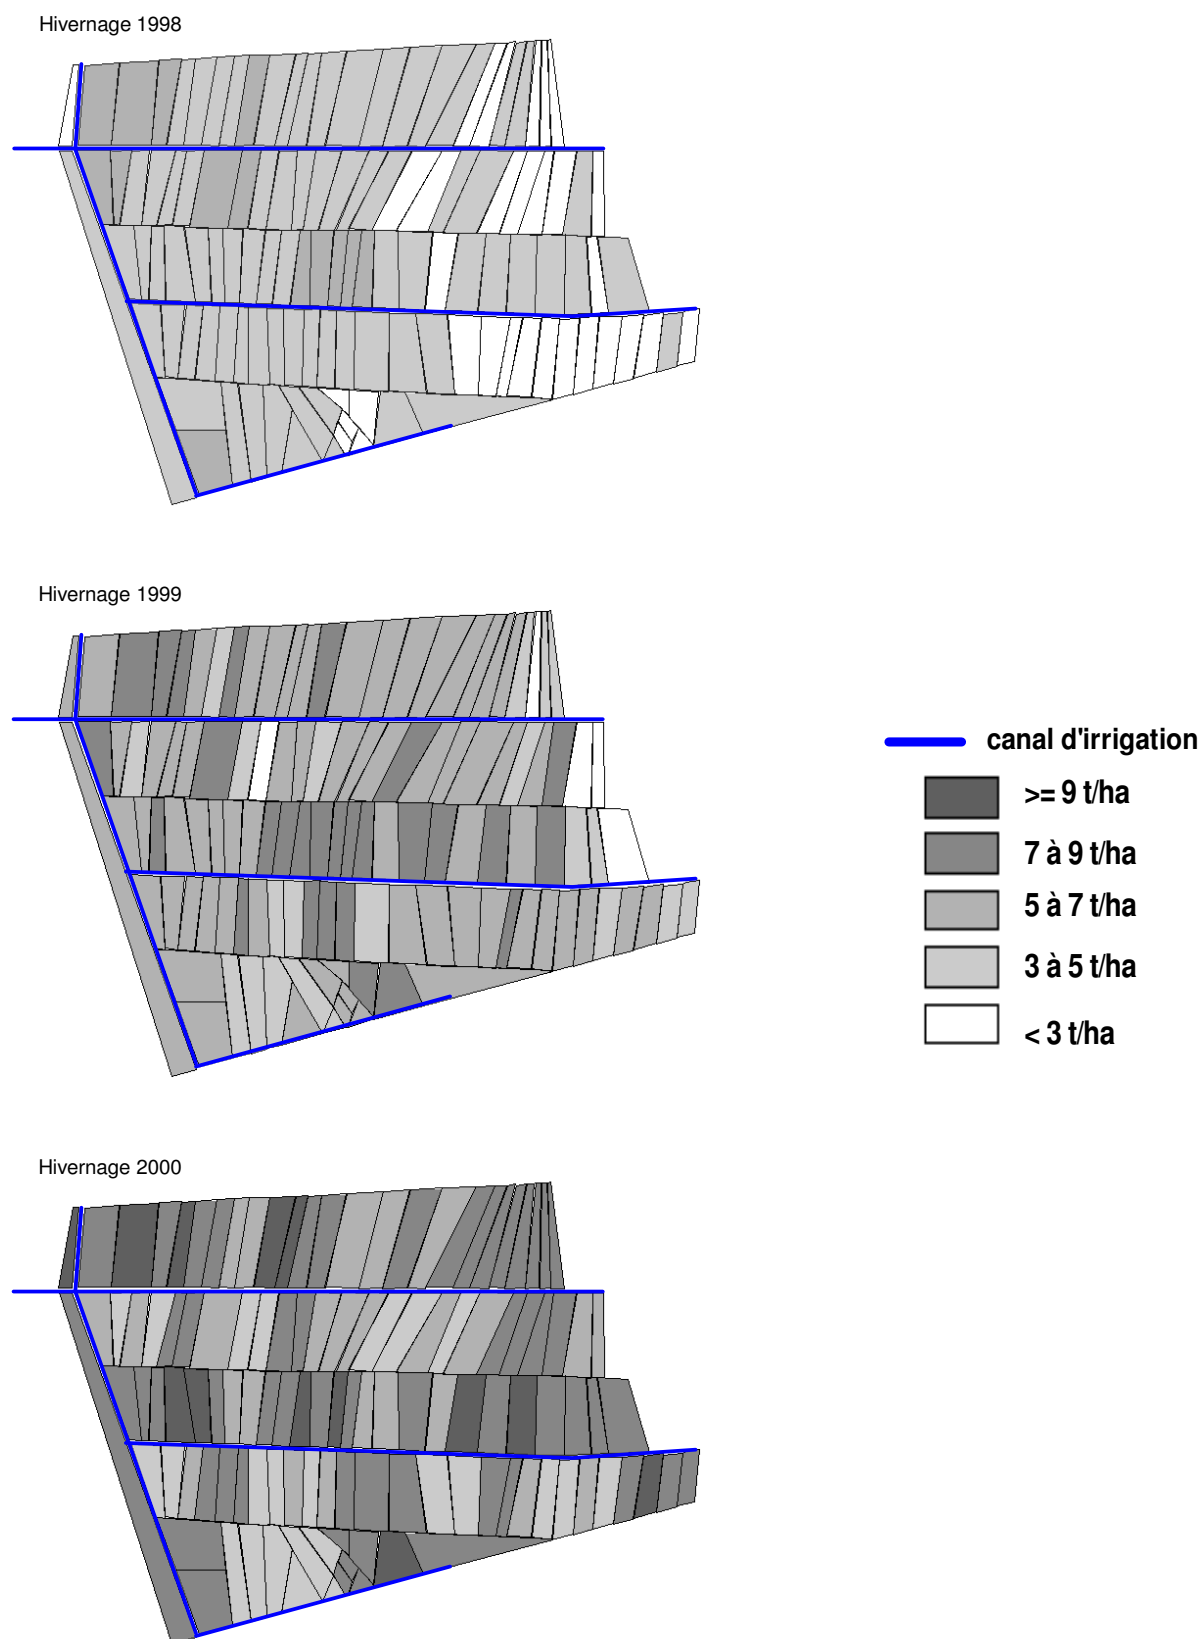 Hivernage 1998
Hivernage 1999
canal d'irrigation
>= 9 t/ha
7 à 9 t/ha
5 à 7 t/ha
3 à 5 t/ha
< 3 t/ha
Hivernage 2000